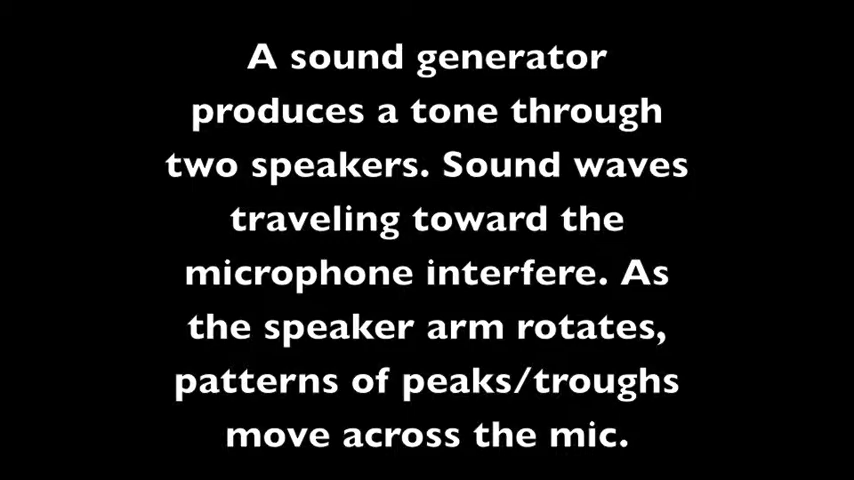 A sound generator
produces a tone through
two speakers. Sound waves
traveling toward the
microphone interfere. As
the speaker arm rotates,
patterns of peaks/troughs
move across the mic.